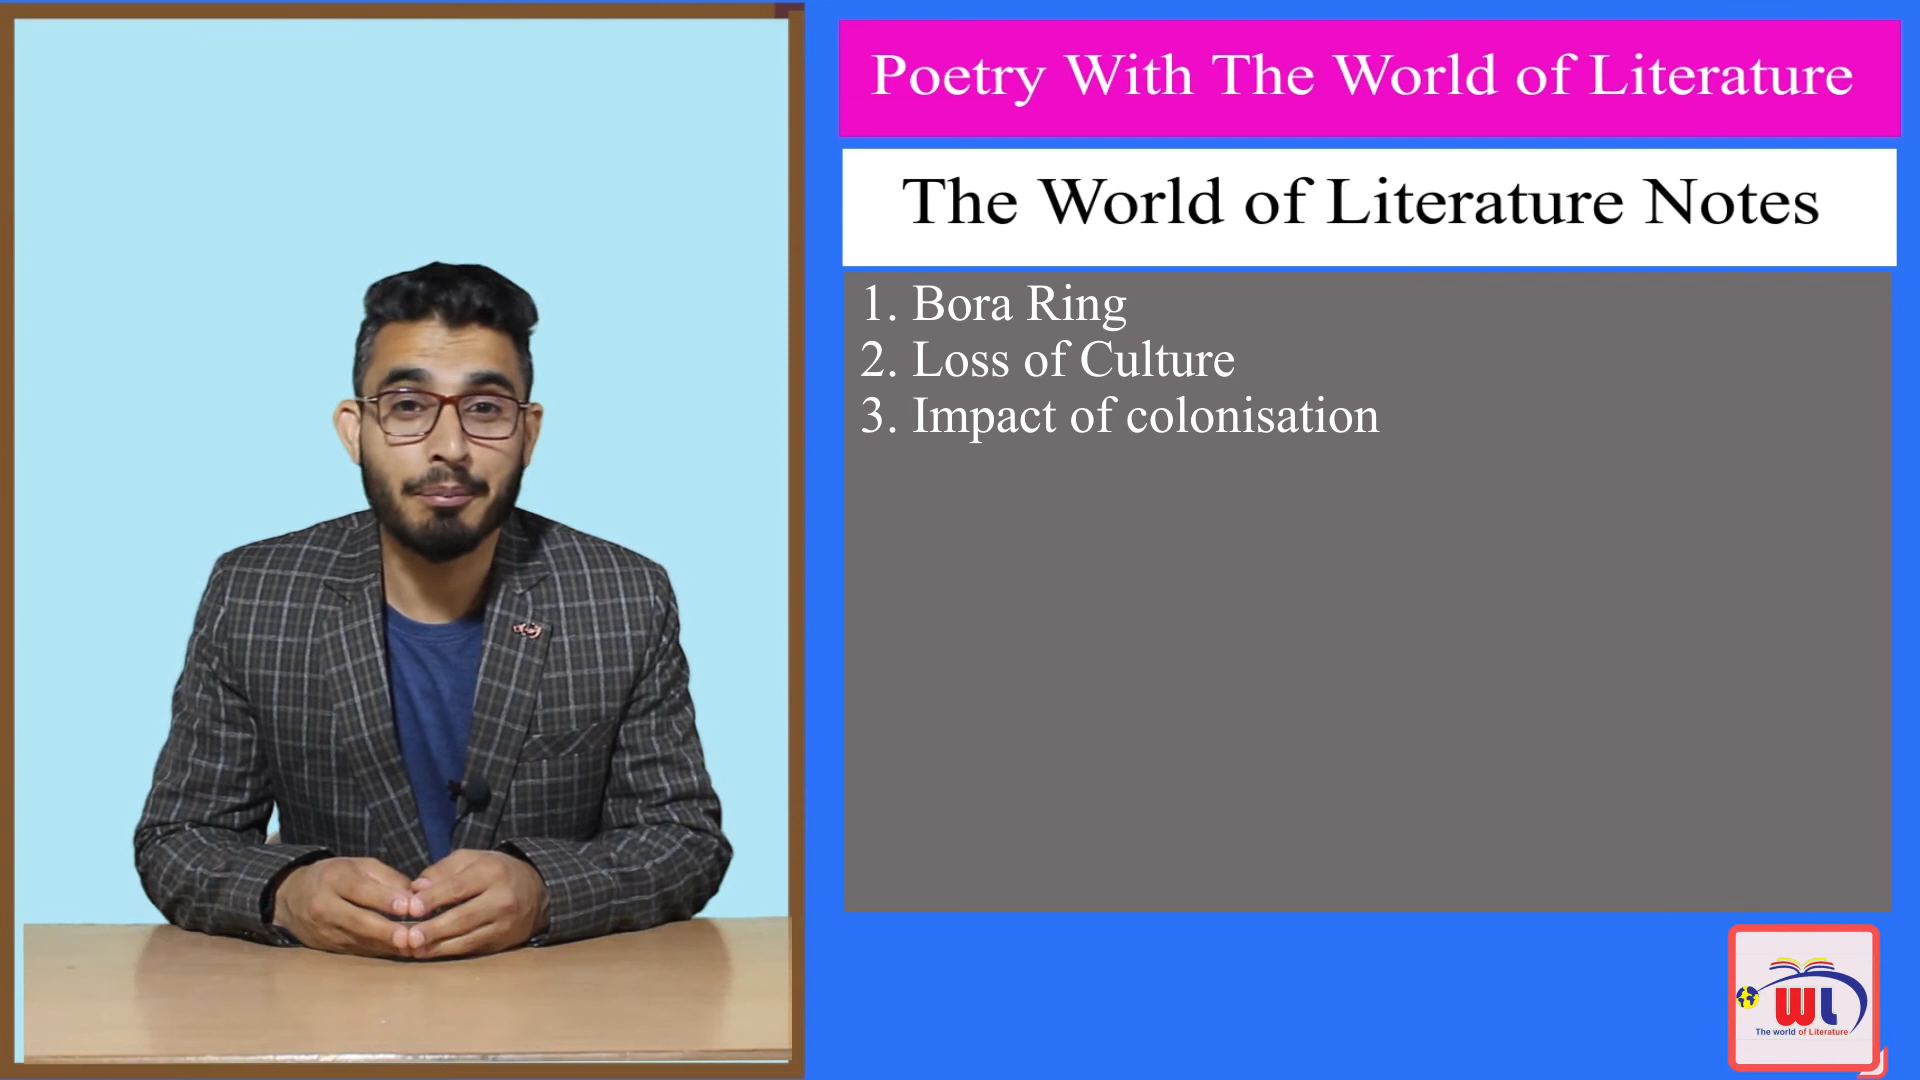 Poetry With The World of Literature
The World of Literature Notes
1. Bora Ring
2. Loss of Culture
3. Impact of colonisation
WL
The world of Literature